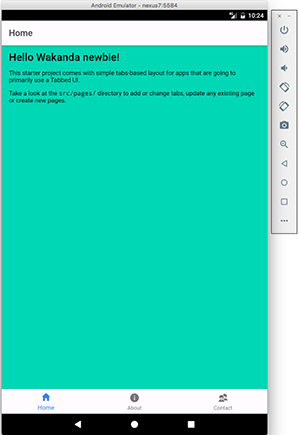 Android Emulator - nexus7:5584
10:24
Home
Hello Wakanda newbie!
This starter project comes with simple tabs-based layout for apps that are going to
primarily use a Tabbed UI.
Take a look at the src/pages/ directory to add or change tabs, update any existing page
or create new pages.
Home
About
Contact